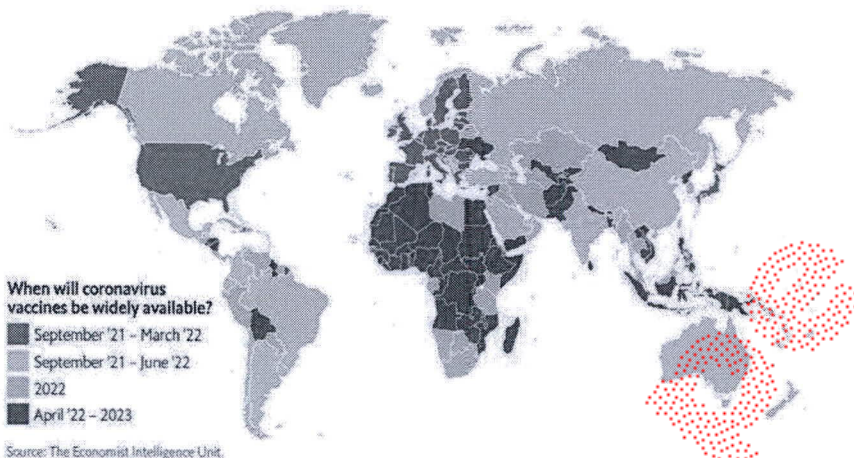 When will coronavirus
vaccines be widely available?
September '21 – March '22
September '21 – June '22
2022
April '22 – 2023
Source: The Economist Intelligence Unit.